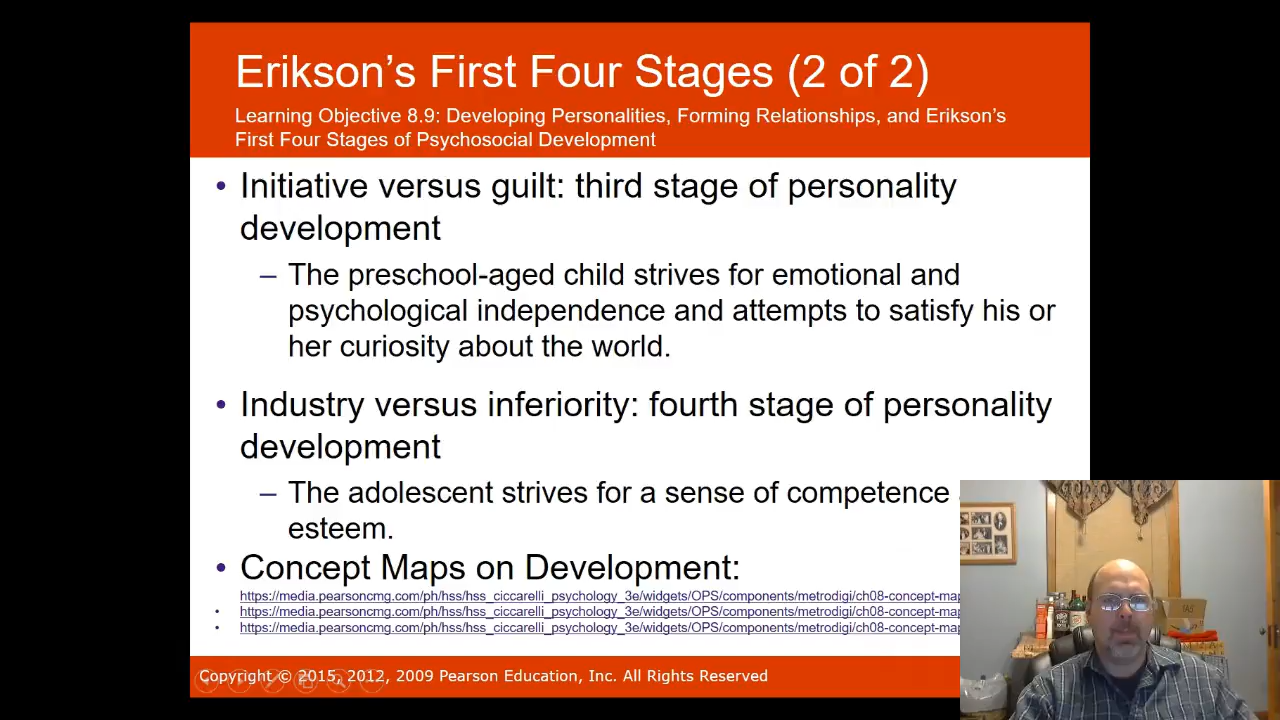 Erikson's First Four Stages (2 of 2)
Learning Objective 8.9: Developing Personalities, Forming Relationships, and Erikson's
First Four Stages of Psychosocial Development
• Initiative versus guilt: third stage of personality
development
– The preschool-aged child strives for emotional and
psychological independence and attempts to satisfy his or
her curiosity about the world.
• Industry versus inferiority: fourth stage of personality
development
– The adolescent strives for a sense of competence
esteem.
• Concept Maps on Development:
https://media.pearsoncmg.com/ph/hss/hss_ciccarelli_psychology_3e/widgets/OPS/components/metrodigi/ch08-concept-map
• https://media.pearsoncmg.com/ph/hss/hss_ciccarelli_psychology_3e/widgets/OPS/components/metrodigi/ch08-concept-map
• https://media.pearsoncmg.com/ph/hss/hss_ciccarelli_psychology_3e/widgets/OPS/components/metrodigi/ch08-concept-map
Copyright © 2015, 2012, 2009 Pearson Education, Inc. All Rights Reserved